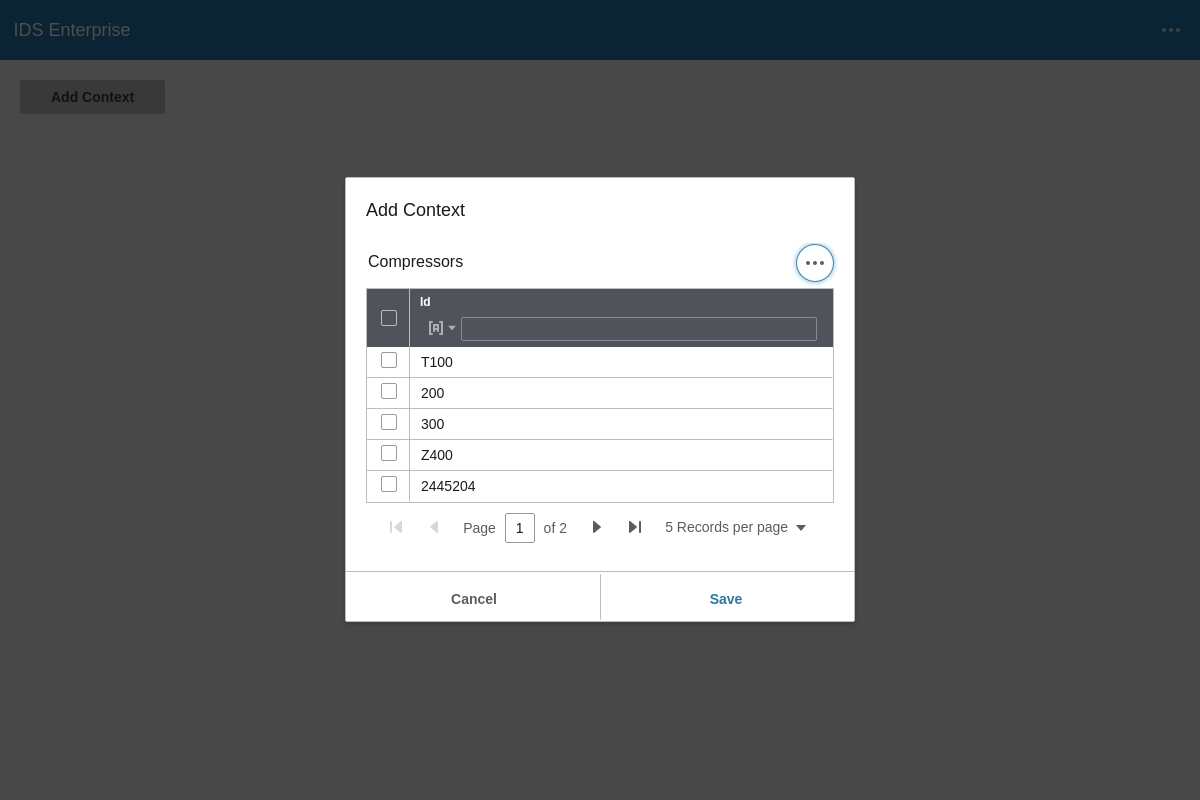 IDS Enterprise
Add Context
Add Context
Compressors
Id
T100
200
300
Z400
2445204
Page 1 of 2 5 Records per page
Cancel Save